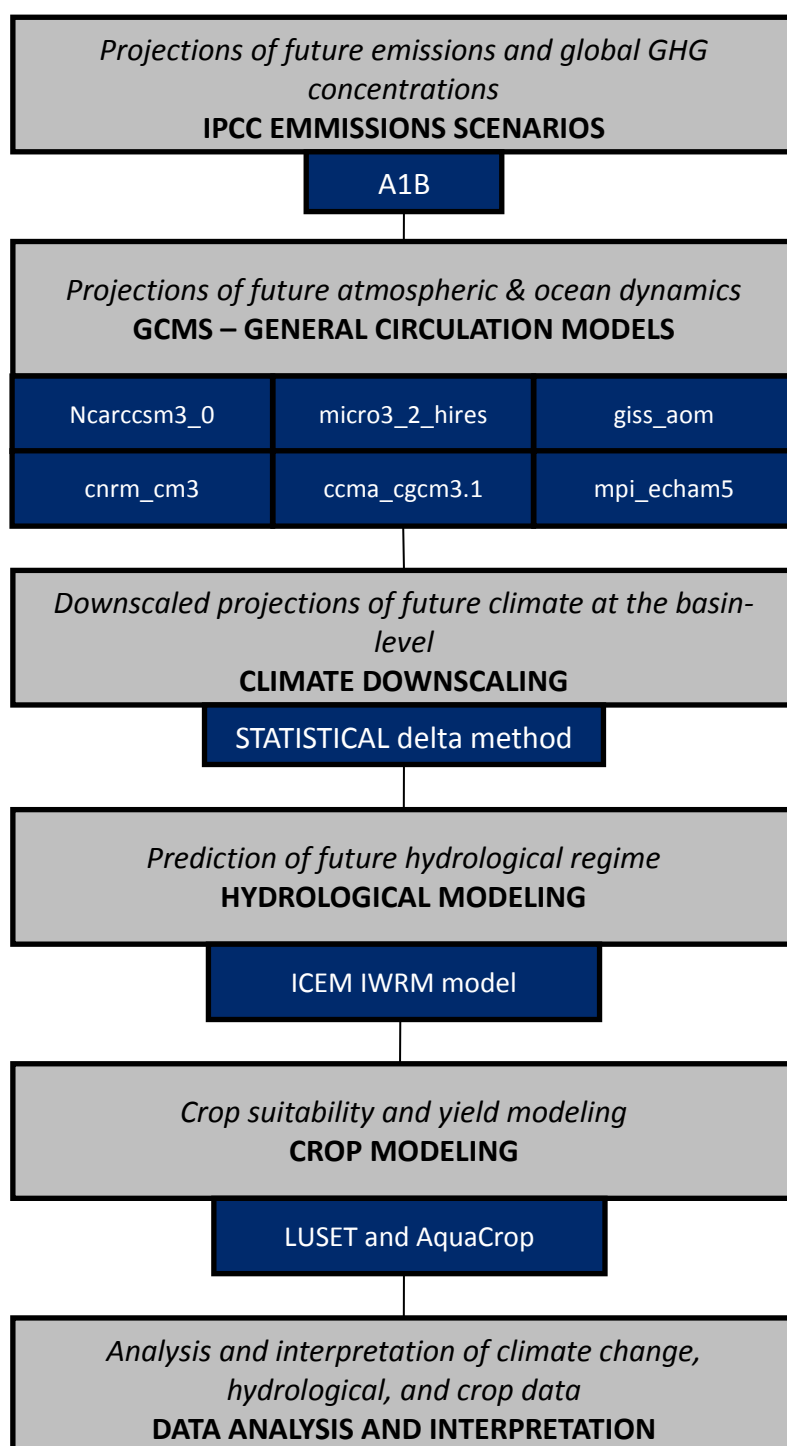 Projections of future emissions and global GHG
concentrations
IPCC EMMISSIONS SCENARIOS
A1B
Projections of future atmospheric & ocean dynamics
GCMS – GENERAL CIRCULATION MODELS
Ncarccsm3_0 micro3_2_hires giss_aom
cnrm_cm3 ccma_cgcm3.1 mpi_echam5
Downscaled projections of future climate at the basin-
level
CLIMATE DOWNSCALING
STATISTICAL delta method
Prediction of future hydrological regime
HYDROLOGICAL MODELING
ICEM IWRM model
Crop suitability and yield modeling
CROP MODELING
LUSET and AquaCrop
Analysis and interpretation of climate change,
hydrological, and crop data
DATA ANALYSIS AND INTERPRETATION